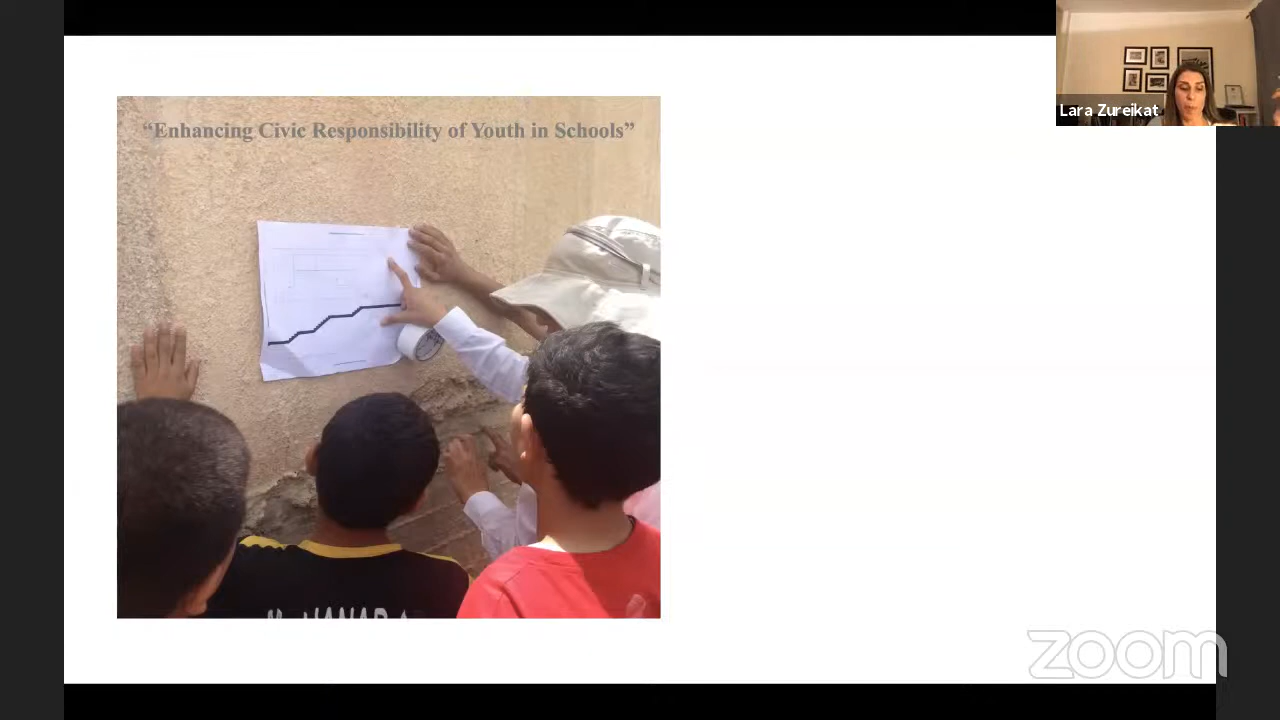 “Enhancing Civic Responsibility of Youth in Schools”
Lara Zureikat
zoom